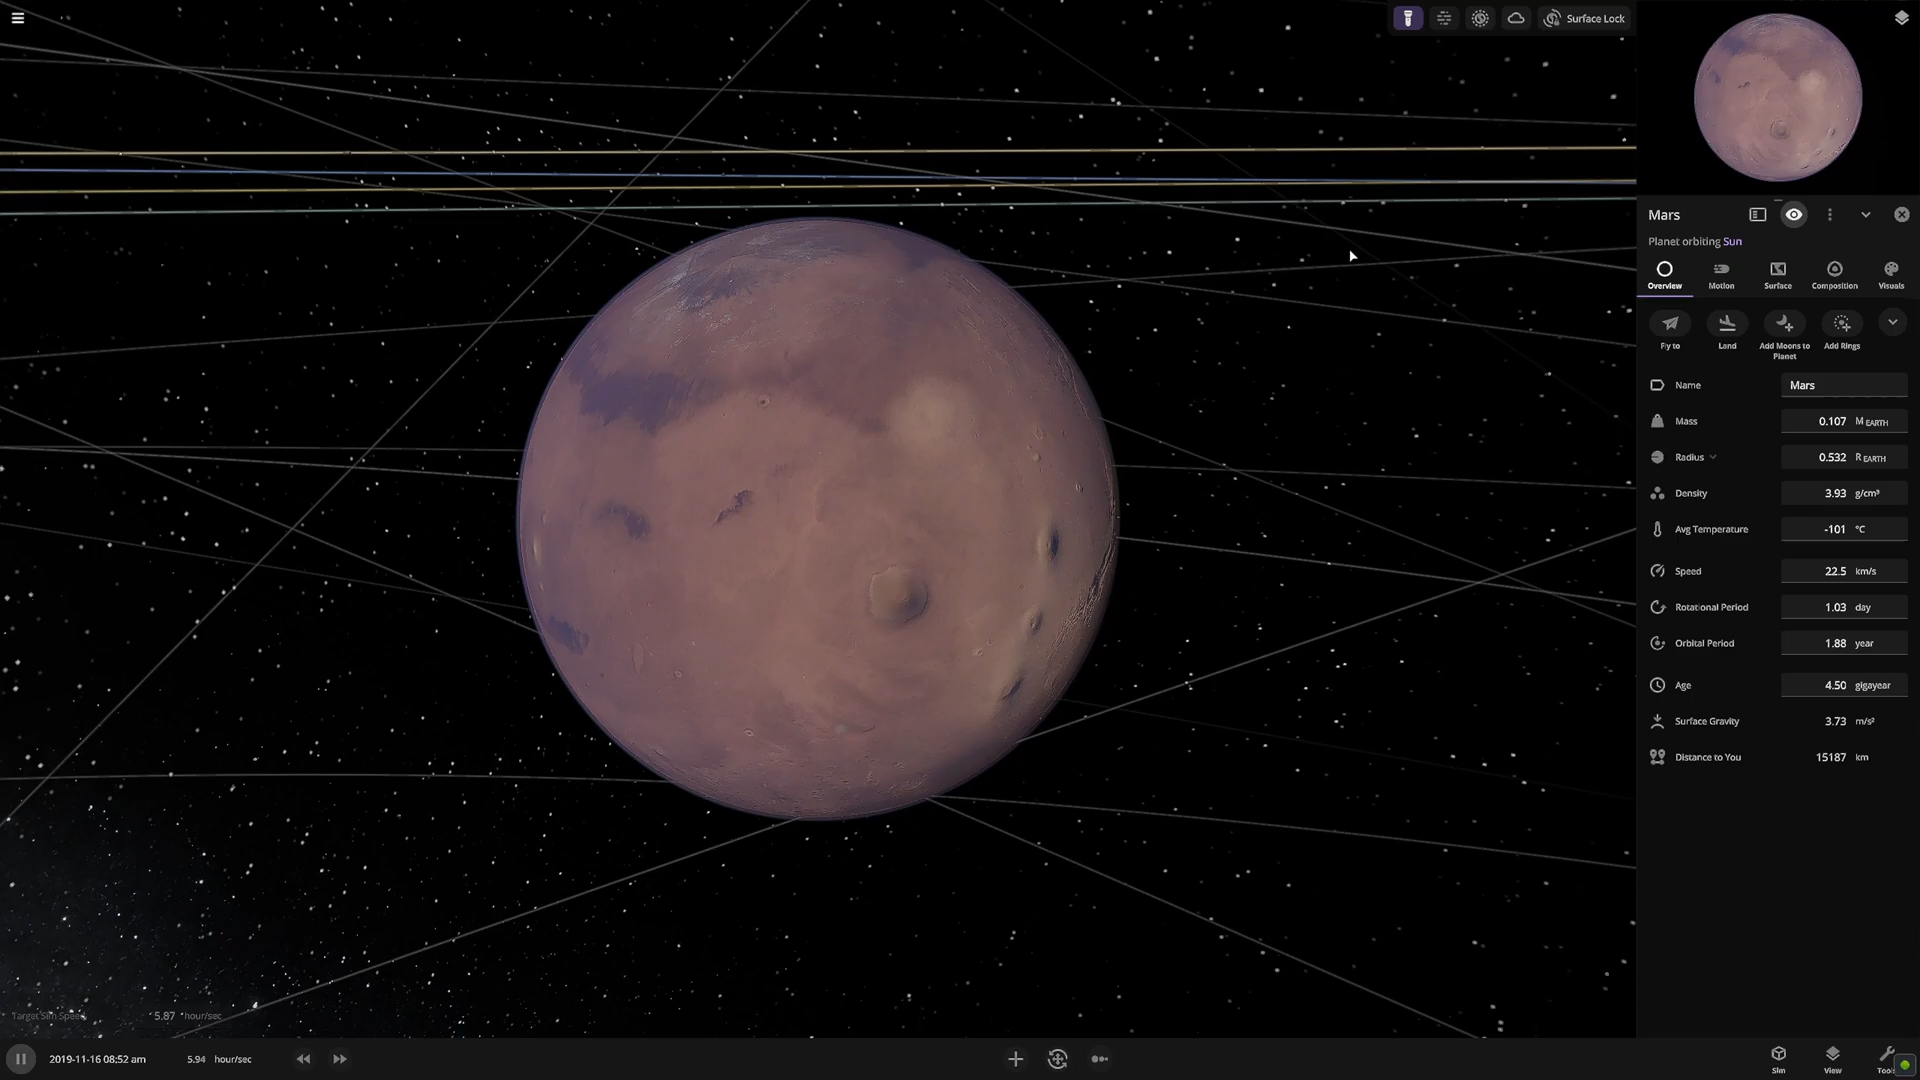 Surface Lock
Mars
Planet orbiting Sun
Overview
Motion
Surface
Composition
Visuals
Fly to
Land
Add Moons to
Planet
Add Rings
Name Mars
Mass 0.107 M EARTH
Radius 0.532 R EARTH
Density 3.93 g/cm³
Avg Temperature -101 °C
Speed 22.5 km/s
Rotational Period 1.03 day
Orbital Period 1.88 year
Age 4.50 gigayear
Surface Gravity 3.73 m/s²
Distance to You 15187 km
Target Sim Speed 5.87 hour/sec
2019-11-16 08:52 am 5.94 hour/sec
Sim
View
Tools